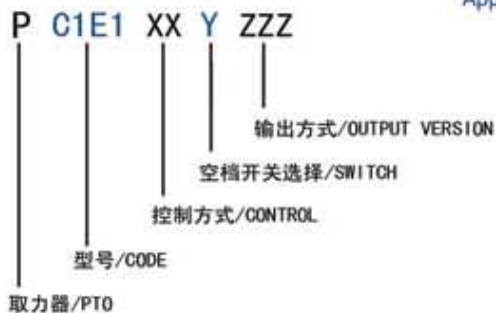 App
P C1E1 XX Y ZZZ
输出方式/OUTPUT VERSION
空档开关选择/SWITCH
控制方式/CONTROL
型号/CODE
取力器/PTO